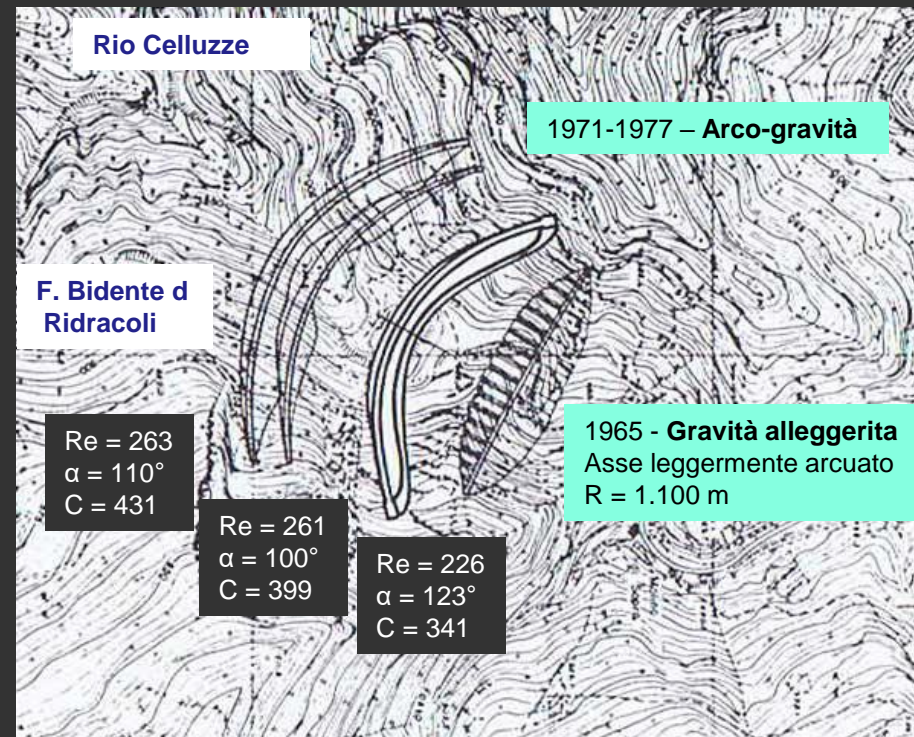 Rio Celluzze
1971-1977 – Arco-gravità
F. Bidente d
Ridracoli
1965 - Gravità alleggerita
Asse leggermente arcuato
R = 1.100 m
Re = 263
α = 110°
C = 431
Re = 261
α = 100°
C = 399
Re = 226
α = 123°
C = 341